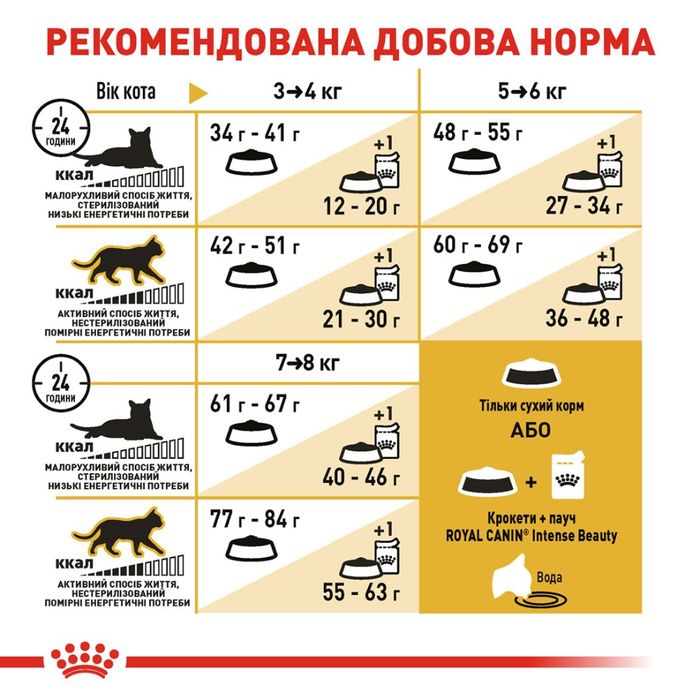 РЕКОМЕНДОВАНА ДОБОВА НОРМА
Вік кота 3→4 кг 5→6 кг
24
ГОДИНИ
ккал
МАЛОРУХЛИВИЙ СПОСІБ ЖИТТЯ,
СТЕРИЛІЗОВАНИЙ
НИЗЬКІ ЕНЕРГЕТИЧНІ ПОТРЕБИ
34 г - 41 г
+1
12 - 20 г
48 г - 55 г
+1
27 - 34 г
ккал
АКТИВНИЙ СПОСІБ ЖИТТЯ,
НЕСТЕРИЛІЗОВАНИЙ
ПОМІРНІ ЕНЕРГЕТИЧНІ ПОТРЕБИ
42 г - 51 г
+1
21 - 30 г
60 г - 69 г
+1
36 - 48 г
7→8 кг
24
ГОДИНИ
ккал
МАЛОРУХЛИВИЙ СПОСІБ ЖИТТЯ,
СТЕРИЛІЗОВАНИЙ
НИЗЬКІ ЕНЕРГЕТИЧНІ ПОТРЕБИ
61 г - 67 г
+1
40 - 46 г
ккал
АКТИВНИЙ СПОСІБ ЖИТТЯ,
НЕСТЕРИЛІЗОВАНИЙ
ПОМІРНІ ЕНЕРГЕТИЧНІ ПОТРЕБИ
77 г - 84 г
+1
55 - 63 г
Тільки сухий корм
АБО
+
Крокети + пауч
ROYAL CANIN® Intense Beauty
Вода